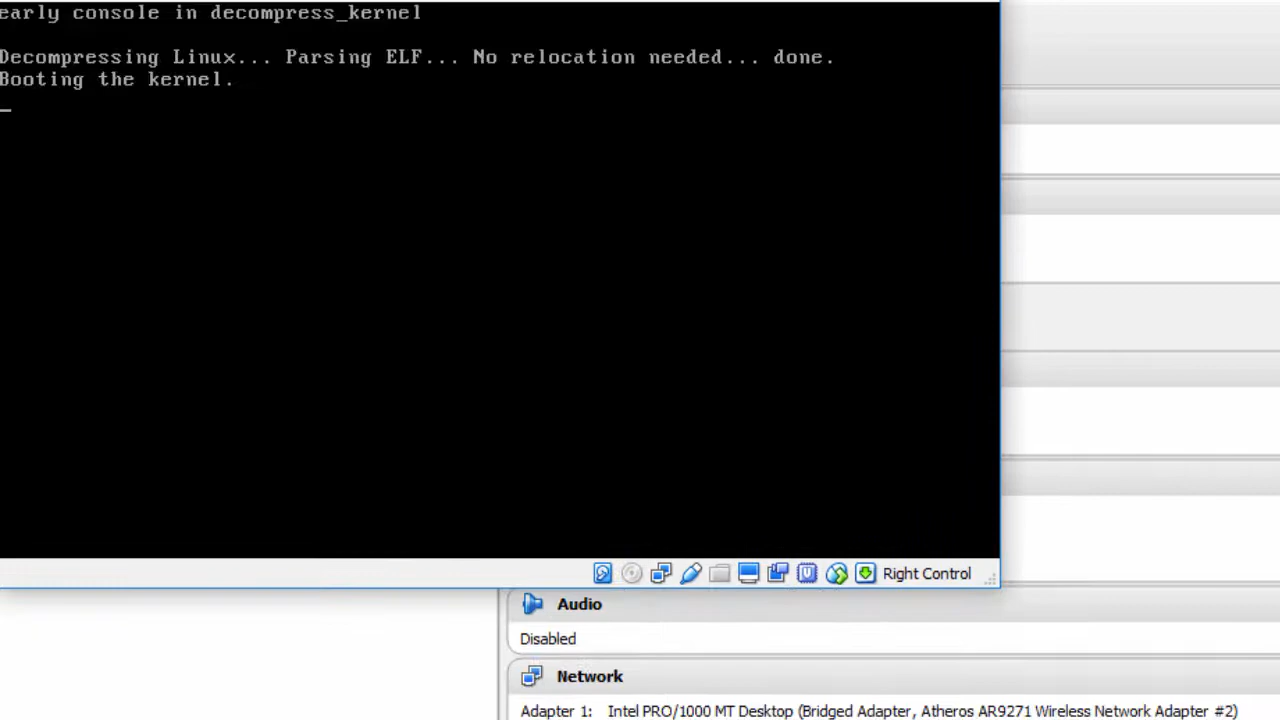 early console in decompress_kernel
Decompressing Linux... Parsing ELF... No relocation needed... done.
Booting the kernel.
Right Control
Audio
Disabled
Network
Adapter 1: Intel PRO/1000 MT Desktop (Bridged Adapter, Atheros AR9271 Wireless Network Adapter #2)